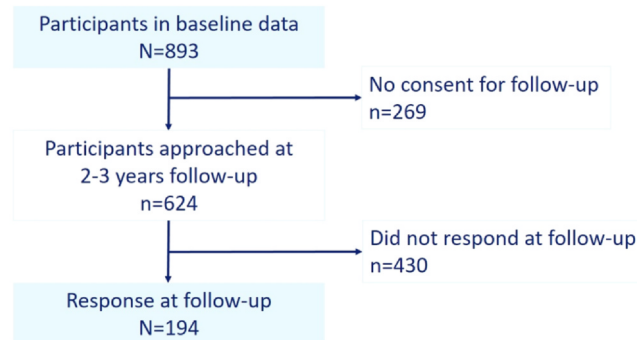 Participants in baseline data
N=893
No consent for follow-up
n=269
Participants approached at
2-3 years follow-up
n=624
Did not respond at follow-up
n=430
Response at follow-up
N=194